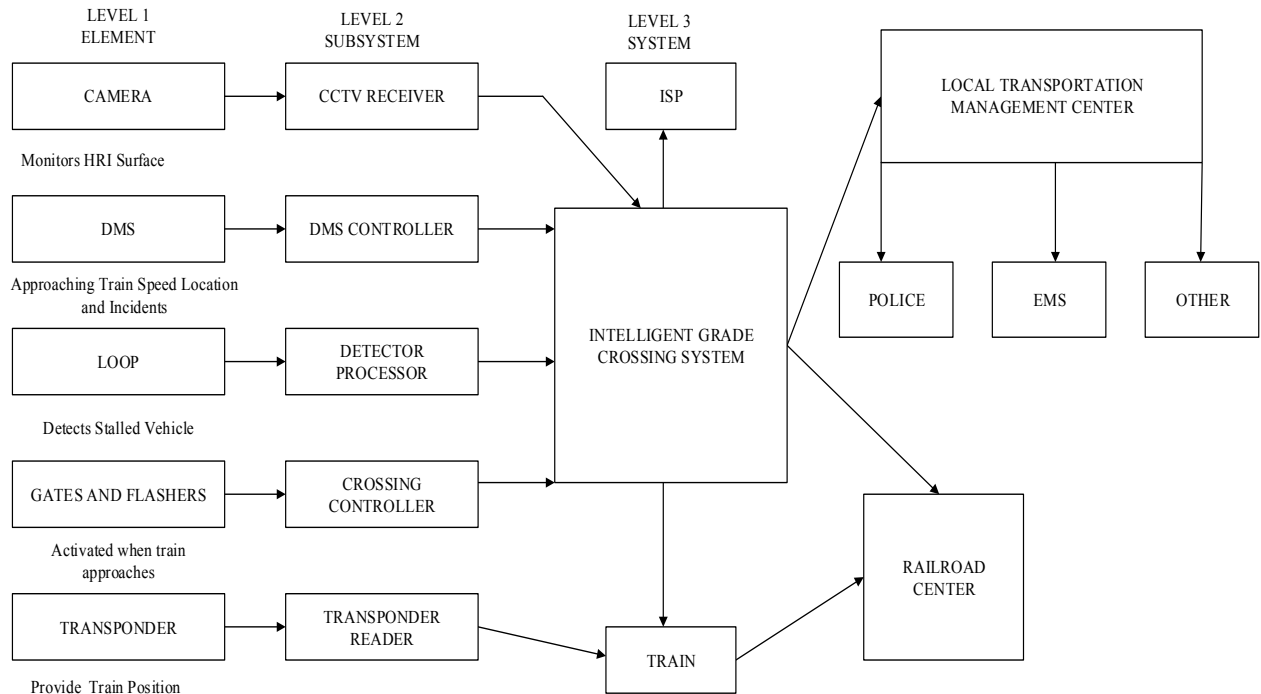 LEVEL 1
ELEMENT
LEVEL 2
SUBSYSTEM
LEVEL 3
SYSTEM
CAMERA
CCTV RECEIVER
ISP
LOCAL TRANSPORTATION
MANAGEMENT CENTER
Monitors HRI Surface
DMS
DMS CONTROLLER
Approaching Train Speed Location
and Incidents
POLICE
EMS
OTHER
LOOP
DETECTOR
PROCESSOR
INTELLIGENT GRADE
CROSSING SYSTEM
Detects Stalled Vehicle
GATES AND FLASHERS
CROSSING
CONTROLLER
Activated when train
approaches
RAILROAD
CENTER
TRANSPONDER
TRANSPONDER
READER
TRAIN
Provide Train Position